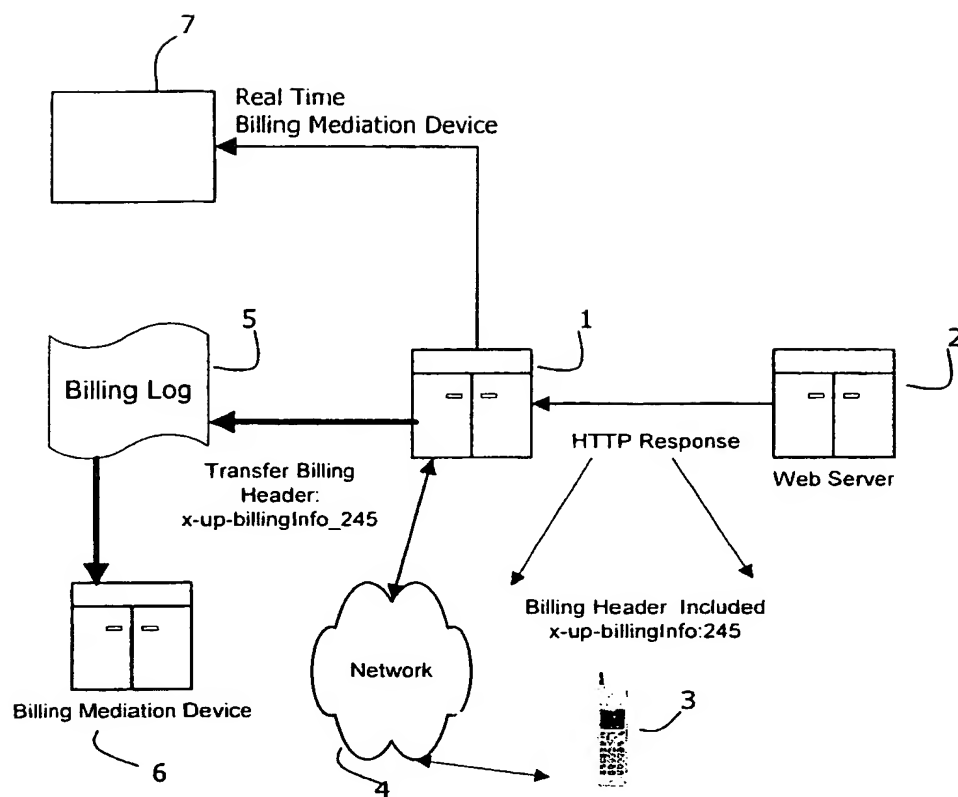 7
Real Time
Billing Mediation Device
5
1
2
Billing Log
HTTP Response
Web Server
Transfer Billing
Header:
x-up-billingInfo_245
Billing Header Included
x-up-billingInfo:245
Network
3
Billing Mediation Device
6
4